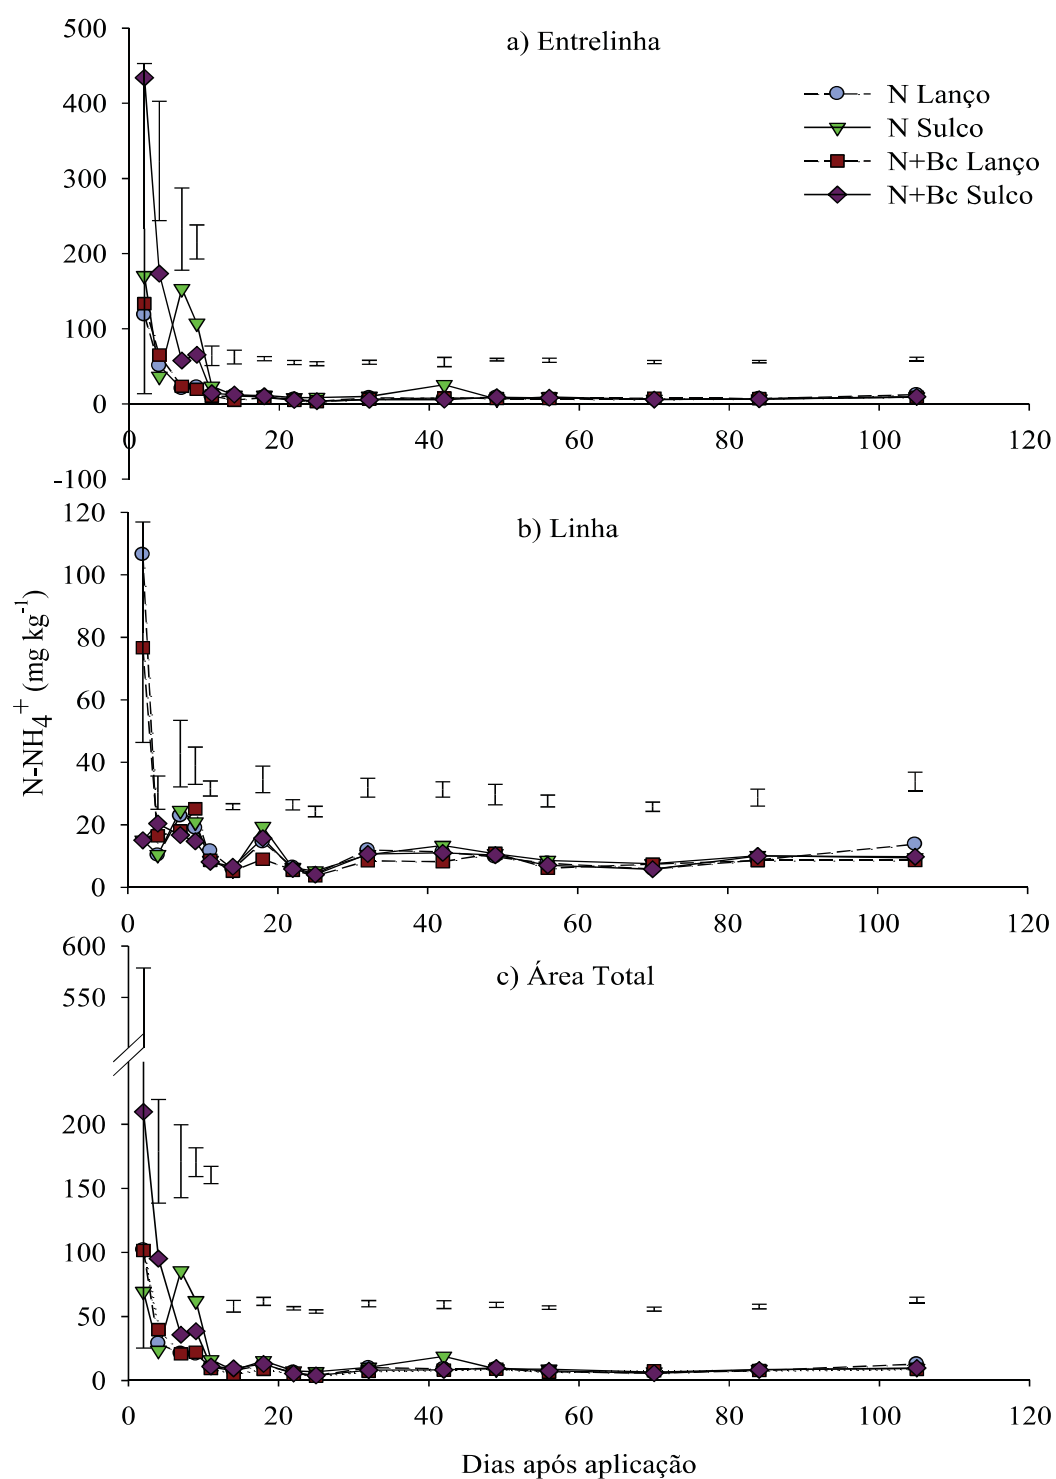 500
a) Entrelinha
400
N Lanço
N Sulco
300
N+Bc Lanço
N+Bc Sulco
200
100
0
0 20 40 60 80 100 120
-100
120
b) Linha
100
80
60
40
20
0
0 20 40 60 80 100 120
N-NH₄⁺ (mg kg⁻¹)
600
c) Área Total
550
200
150
100
50
0
0 20 40 60 80 100 120
Dias após aplicação